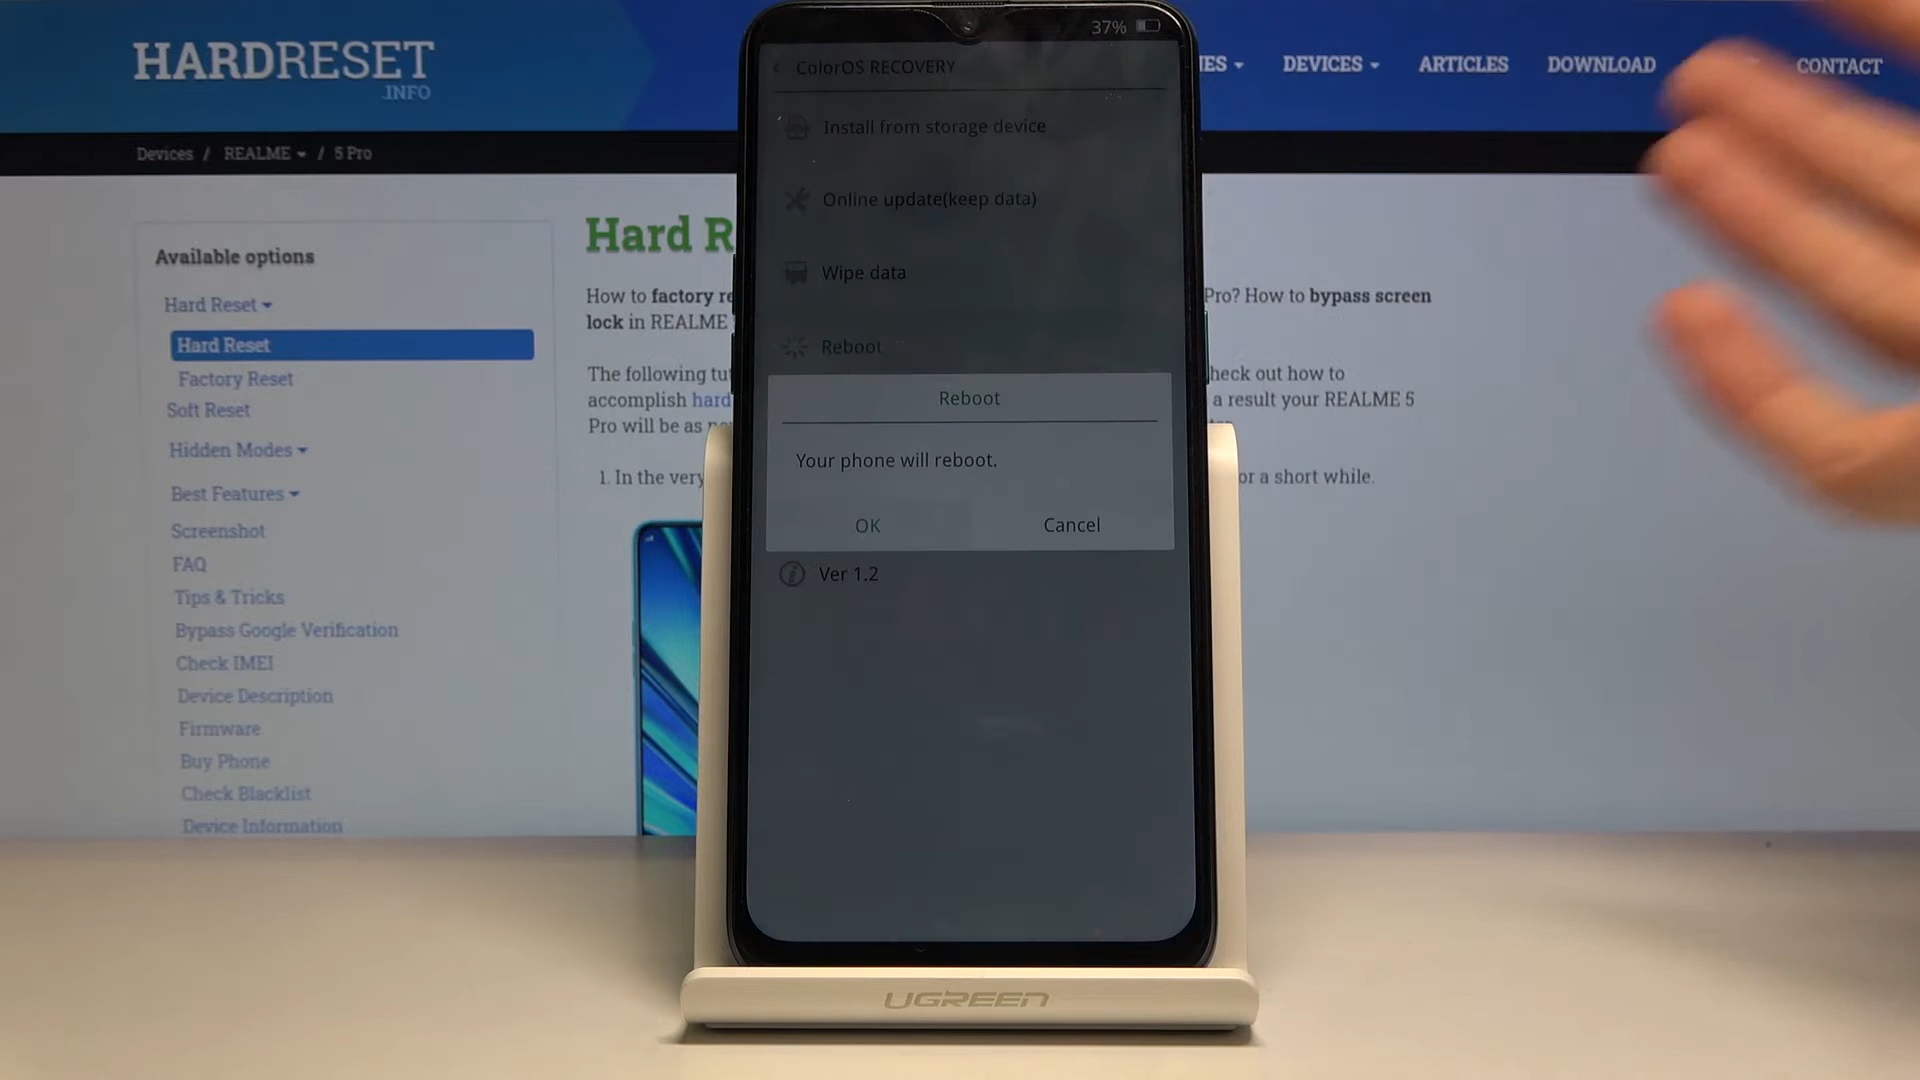 HARDRESET
.INFO
DEVICES
ARTICLES
DOWNLOAD
CONTACT
Devices / REALME / 5 Pro
Available options
Hard Reset
Hard Reset
Factory Reset
Soft Reset
Hidden Modes
Best Features
Screenshot
FAQ
Tips & Tricks
Bypass Google Verification
Check IMEI
Device Description
Firmware
Buy Phone
Check Blacklist
Device Information
Hard R
How to factory re
Pro? How to bypass screen
lock in REALME
The following tut
heck out how to
accomplish hard
a result your REALME 5
Pro will be as
1. In the very
or a short while.
37%
ColorOS RECOVERY
Install from storage device
Online update(keep data)
Wipe data
Reboot
Reboot
Your phone will reboot.
OK Cancel
Ver 1.2
UGREEN